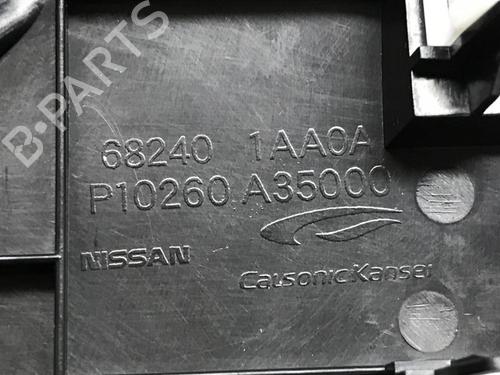 B-PARTS
68240 1AA0A
P10260 A35000
NISSAN
CalsonicKansei